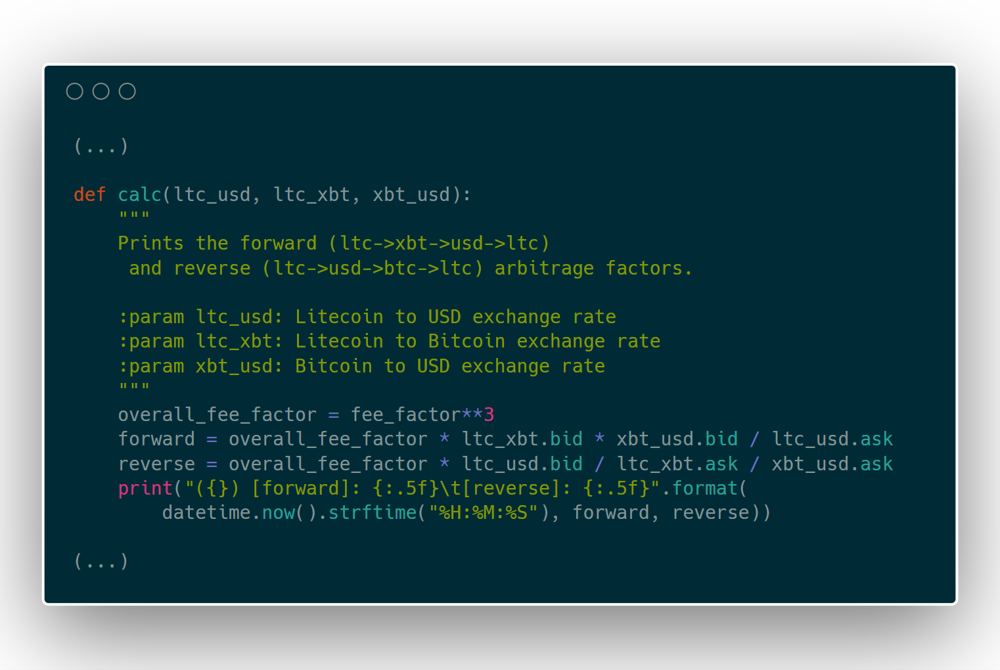 (...)

def calc(ltc_usd, ltc_xbt, xbt_usd):
    """
    Prints the forward (ltc->xbt->usd->ltc)
     and reverse (ltc->usd->btc->ltc) arbitrage factors.

    :param ltc_usd: Litecoin to USD exchange rate
    :param ltc_xbt: Litecoin to Bitcoin exchange rate
    :param xbt_usd: Bitcoin to USD exchange rate
    """
    overall_fee_factor = fee_factor**3
    forward = overall_fee_factor * ltc_xbt.bid * xbt_usd.bid / ltc_usd.ask
    reverse = overall_fee_factor * ltc_usd.bid / ltc_xbt.ask / xbt_usd.ask
    print("({}) [forward]: {:.5f}\t[reverse]: {:.5f}".format(
        datetime.now().strftime("%H:%M:%S"), forward, reverse))

(...)